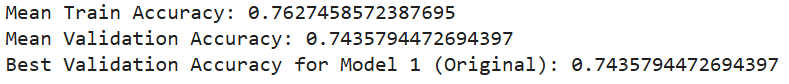 Mean Train Accuracy: 0.7627458572387695
Mean Validation Accuracy: 0.7435794472694397
Best Validation Accuracy for Model 1 (Original): 0.7435794472694397